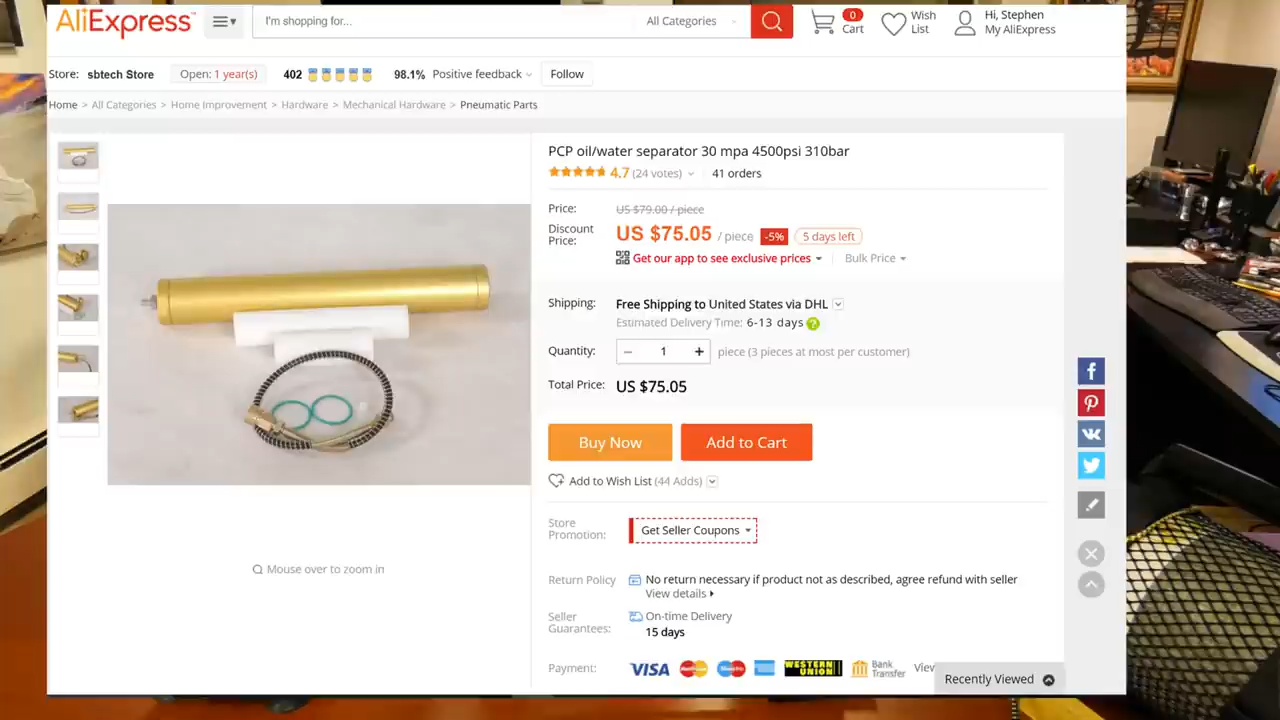 AliExpress™
I'm shopping for...
All Categories
0
Cart
Wish
List
Hi, Stephen
My AliExpress
Store: sbtech Store Open: 1 year(s) 402 98.1% Positive feedback Follow
Home > All Categories > Home Improvement > Hardware > Mechanical Hardware > Pneumatic Parts
PCP oil/water separator 30 mpa 4500psi 310bar
4.7 (24 votes) 41 orders
Price: US $79.00 / piece
Discount
Price:
US $75.05 / piece -5% 5 days left
Get our app to see exclusive prices Bulk Price
Shipping: Free Shipping to United States via DHL
Estimated Delivery Time: 6-13 days ?
Quantity: − 1 + piece (3 pieces at most per customer)
Total Price: US $75.05
Buy Now Add to Cart
Add to Wish List (44 Adds)
Store
Promotion:
Get Seller Coupons
Mouse over to zoom in
Return Policy No return necessary if product not as described, agree refund with seller
View details
Seller
Guarantees:
On-time Delivery
15 days
Payment: VISA MasterCard Maestro WESTERN UNION Bank Transfer View
Recently Viewed